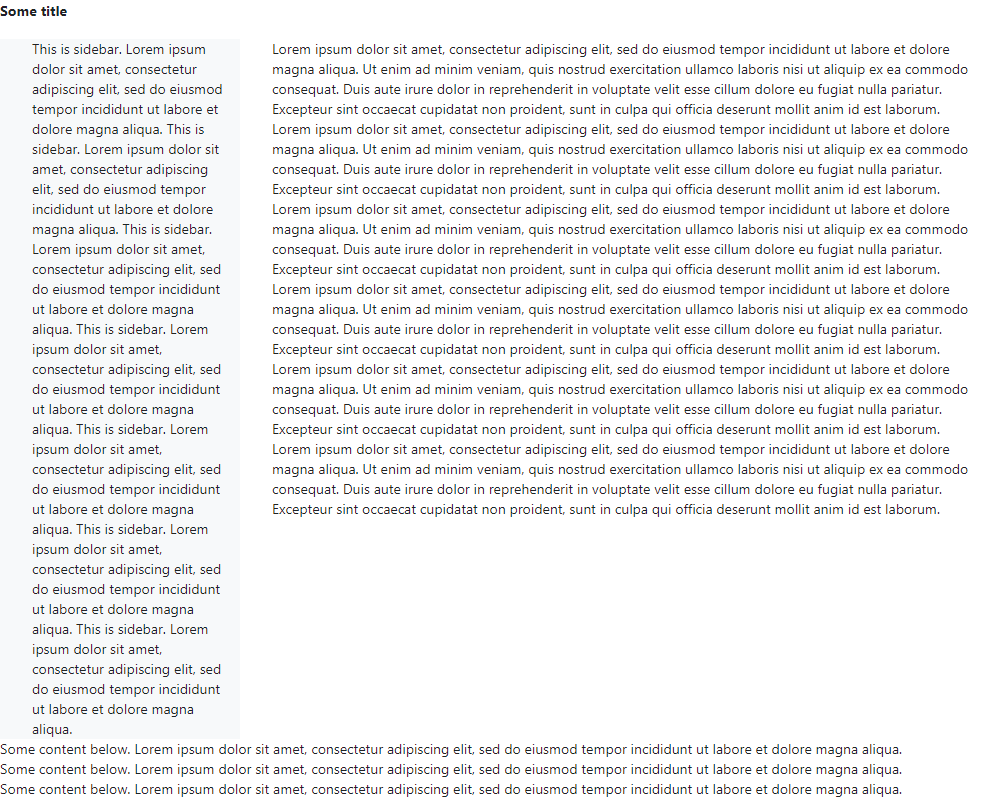 Some title
This is sidebar. Lorem ipsum
dolor sit amet, consectetur
adipiscing elit, sed do eiusmod
tempor incididunt ut labore et
dolore magna aliqua. This is
sidebar. Lorem ipsum dolor sit
amet, consectetur adipiscing
elit, sed do eiusmod tempor
incididunt ut labore et dolore
magna aliqua. This is sidebar.
Lorem ipsum dolor sit amet,
consectetur adipiscing elit, sed
do eiusmod tempor incididunt
ut labore et dolore magna
aliqua. This is sidebar. Lorem
ipsum dolor sit amet,
consectetur adipiscing elit, sed
do eiusmod tempor incididunt
ut labore et dolore magna
aliqua. This is sidebar. Lorem
ipsum dolor sit amet,
consectetur adipiscing elit, sed
do eiusmod tempor incididunt
ut labore et dolore magna
aliqua. This is sidebar. Lorem
ipsum dolor sit amet,
consectetur adipiscing elit, sed
do eiusmod tempor incididunt
ut labore et dolore magna
aliqua. This is sidebar. Lorem
ipsum dolor sit amet,
consectetur adipiscing elit, sed
do eiusmod tempor incididunt
ut labore et dolore magna
aliqua.
Lorem ipsum dolor sit amet, consectetur adipiscing elit, sed do eiusmod tempor incididunt ut labore et dolore
magna aliqua. Ut enim ad minim veniam, quis nostrud exercitation ullamco laboris nisi ut aliquip ex ea commodo
consequat. Duis aute irure dolor in reprehenderit in voluptate velit esse cillum dolore eu fugiat nulla pariatur.
Excepteur sint occaecat cupidatat non proident, sunt in culpa qui officia deserunt mollit anim id est laborum.
Lorem ipsum dolor sit amet, consectetur adipiscing elit, sed do eiusmod tempor incididunt ut labore et dolore
magna aliqua. Ut enim ad minim veniam, quis nostrud exercitation ullamco laboris nisi ut aliquip ex ea commodo
consequat. Duis aute irure dolor in reprehenderit in voluptate velit esse cillum dolore eu fugiat nulla pariatur.
Excepteur sint occaecat cupidatat non proident, sunt in culpa qui officia deserunt mollit anim id est laborum.
Lorem ipsum dolor sit amet, consectetur adipiscing elit, sed do eiusmod tempor incididunt ut labore et dolore
magna aliqua. Ut enim ad minim veniam, quis nostrud exercitation ullamco laboris nisi ut aliquip ex ea commodo
consequat. Duis aute irure dolor in reprehenderit in voluptate velit esse cillum dolore eu fugiat nulla pariatur.
Excepteur sint occaecat cupidatat non proident, sunt in culpa qui officia deserunt mollit anim id est laborum.
Lorem ipsum dolor sit amet, consectetur adipiscing elit, sed do eiusmod tempor incididunt ut labore et dolore
magna aliqua. Ut enim ad minim veniam, quis nostrud exercitation ullamco laboris nisi ut aliquip ex ea commodo
consequat. Duis aute irure dolor in reprehenderit in voluptate velit esse cillum dolore eu fugiat nulla pariatur.
Excepteur sint occaecat cupidatat non proident, sunt in culpa qui officia deserunt mollit anim id est laborum.
Lorem ipsum dolor sit amet, consectetur adipiscing elit, sed do eiusmod tempor incididunt ut labore et dolore
magna aliqua. Ut enim ad minim veniam, quis nostrud exercitation ullamco laboris nisi ut aliquip ex ea commodo
consequat. Duis aute irure dolor in reprehenderit in voluptate velit esse cillum dolore eu fugiat nulla pariatur.
Excepteur sint occaecat cupidatat non proident, sunt in culpa qui officia deserunt mollit anim id est laborum.
Lorem ipsum dolor sit amet, consectetur adipiscing elit, sed do eiusmod tempor incididunt ut labore et dolore
magna aliqua. Ut enim ad minim veniam, quis nostrud exercitation ullamco laboris nisi ut aliquip ex ea commodo
consequat. Duis aute irure dolor in reprehenderit in voluptate velit esse cillum dolore eu fugiat nulla pariatur.
Excepteur sint occaecat cupidatat non proident, sunt in culpa qui officia deserunt mollit anim id est laborum.
Some content below. Lorem ipsum dolor sit amet, consectetur adipiscing elit, sed do eiusmod tempor incididunt ut labore et dolore magna aliqua.
Some content below. Lorem ipsum dolor sit amet, consectetur adipiscing elit, sed do eiusmod tempor incididunt ut labore et dolore magna aliqua.
Some content below. Lorem ipsum dolor sit amet, consectetur adipiscing elit, sed do eiusmod tempor incididunt ut labore et dolore magna aliqua.